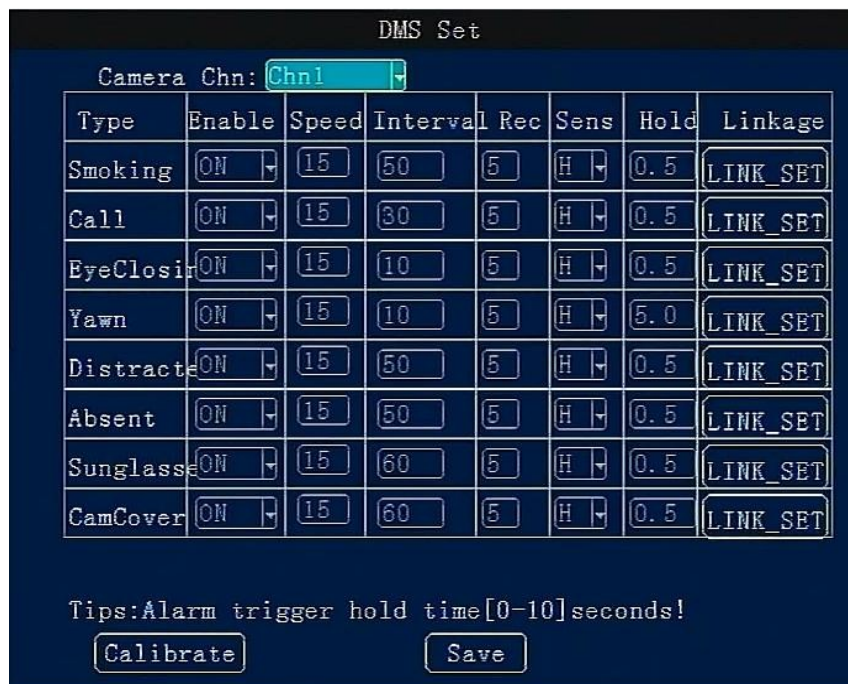 DMS Set
Camera Chn: Chn1
Type Enable Speed Interval Rec Sens Hold Linkage
Smoking ON 15 50 5 H 0.5 LINK_SET
Call ON 15 30 5 H 0.5 LINK_SET
EyeClosin ON 15 10 5 H 0.5 LINK_SET
Yawn ON 15 10 5 H 5.0 LINK_SET
Distracte ON 15 50 5 H 0.5 LINK_SET
Absent ON 15 50 5 H 0.5 LINK_SET
Sunglasse ON 15 60 5 H 0.5 LINK_SET
CamCover ON 15 60 5 H 0.5 LINK_SET
Tips:Alarm trigger hold time[0-10]seconds!
Calibrate Save